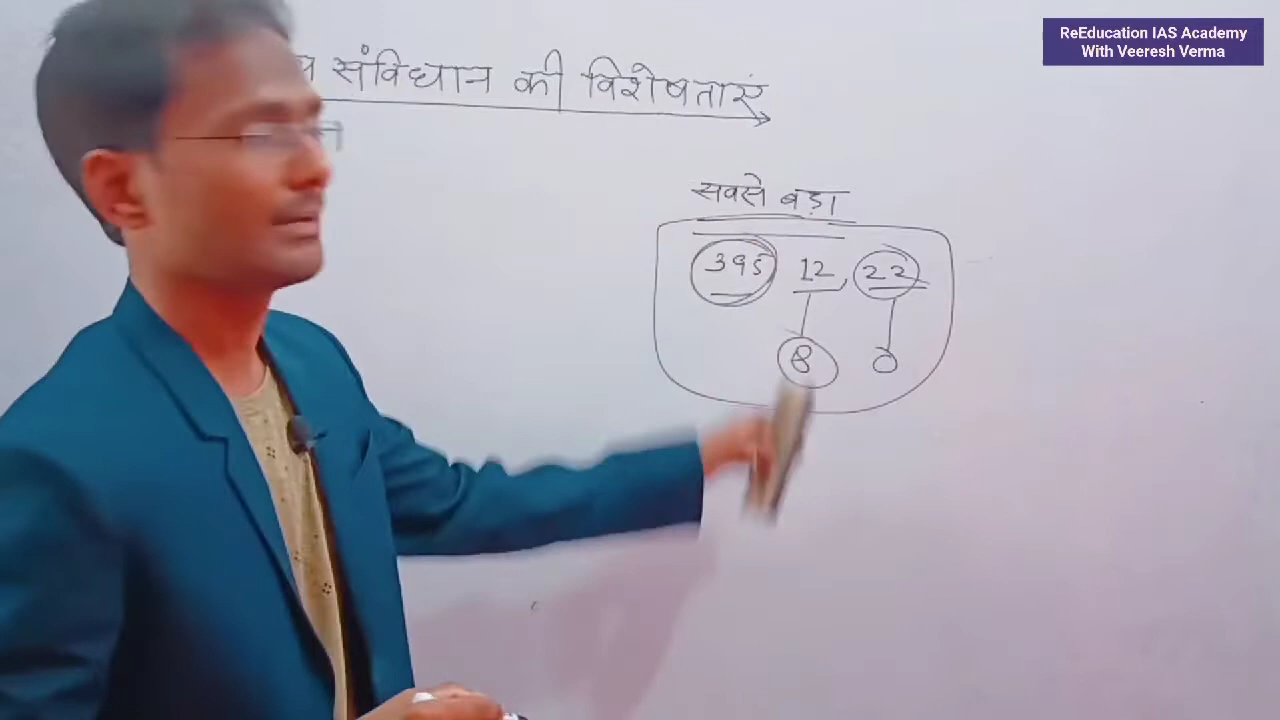 ReEducation IAS Academy
With Veeresh Verma
संविधान की विशेषताएं
सबसे बड़ा
395 12, 22
8 0